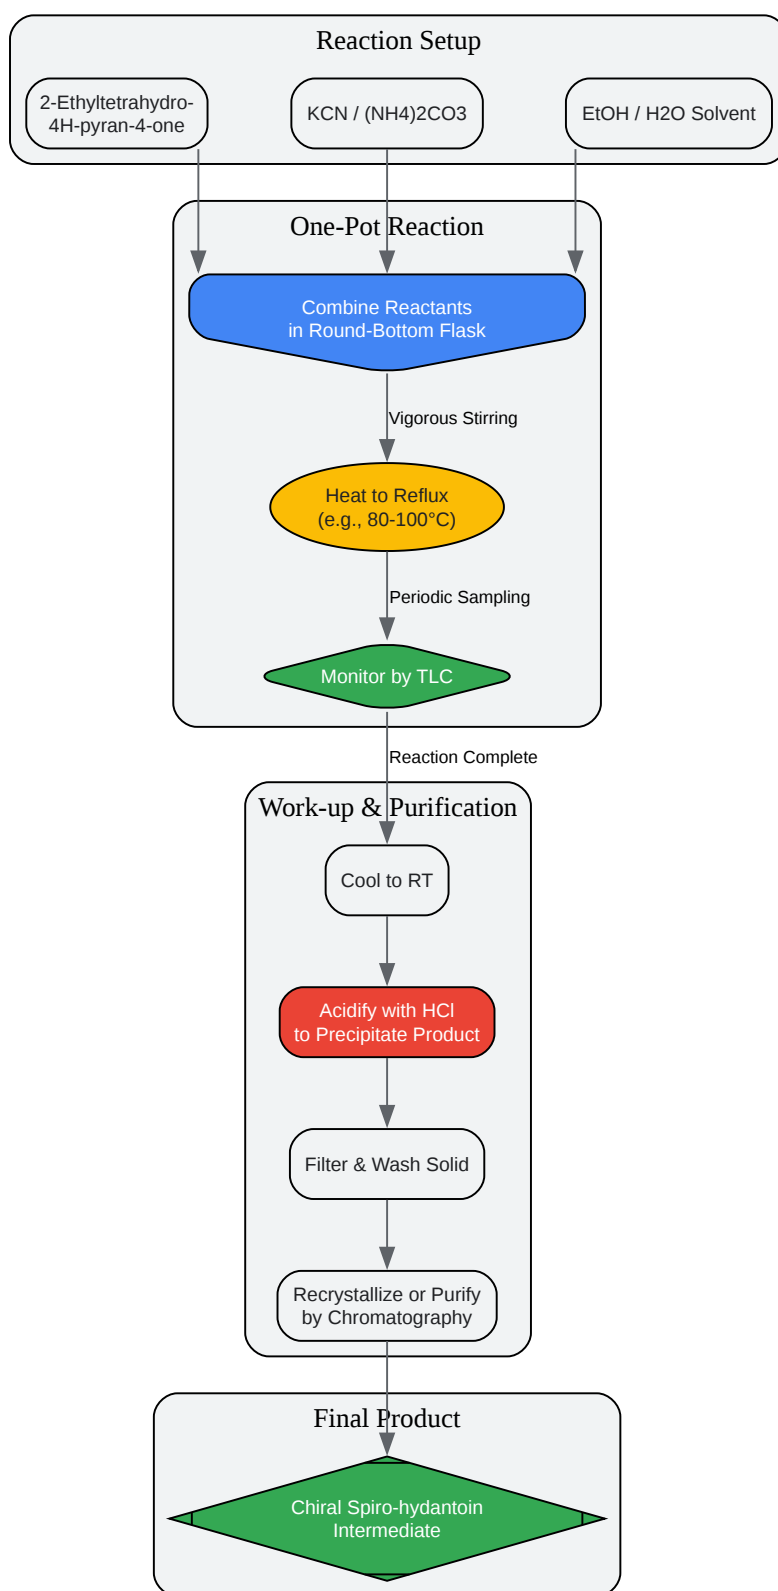 Reaction Setup
2-Ethyltetrahydro-
4H-pyran-4-one
KCN / (NH4)2CO3
EtOH / H2O Solvent
One-Pot Reaction
Combine Reactants
in Round-Bottom Flask
Vigorous Stirring
Heat to Reflux
(e.g., 80-100°C)
Periodic Sampling
Monitor by TLC
Reaction Complete
Work-up & Purification
Cool to RT
Acidify with HCl
to Precipitate Product
Filter & Wash Solid
Recrystallize or Purify
by Chromatography
Final Product
Chiral Spiro-hydantoin
Intermediate